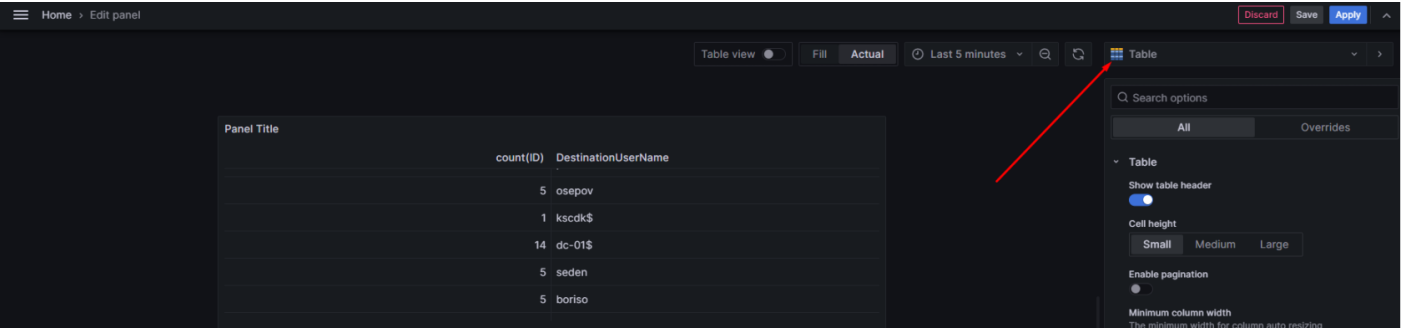 Home › Edit panel
Discard Save Apply
Table view Fill Actual Last 5 minutes Table
Search options
All Overrides
Panel Title
count(ID) DestinationUserName
5 osepov
1 kscdk$
14 dc-01$
5 seden
5 boriso
Table
Show table header
Cell height
Small Medium Large
Enable pagination
Minimum column width
The minimum width for column auto resizing